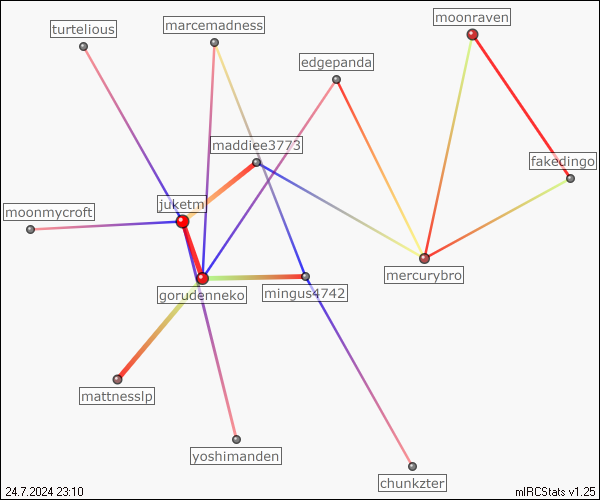 moonraven
marcemadness
turtelious
edgepanda
maddiee3773
fakedingo
juketm
moonmycroft
mercurybro
mingus4742
gorudenneko
mattnesslp
yoshimanden
chunkzter
24.7.2024 23:10
mIRCStats v1.25